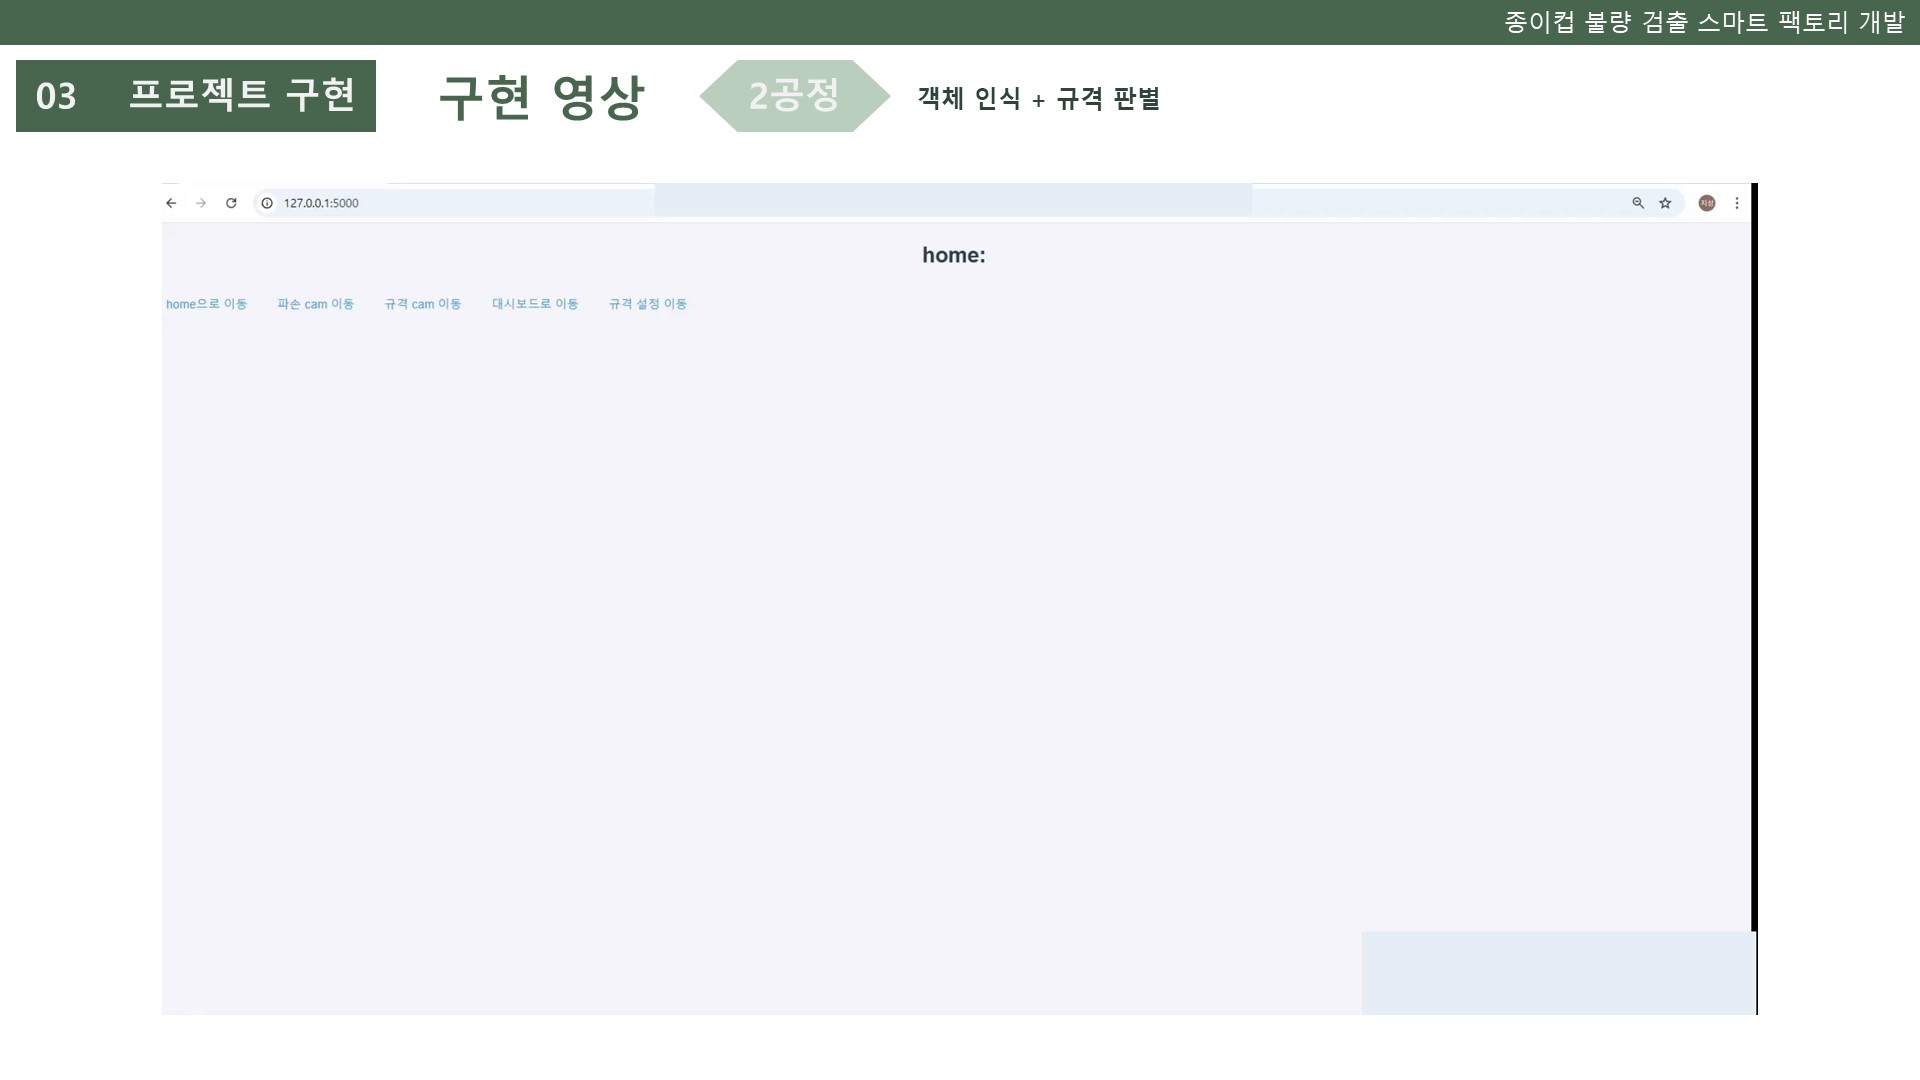 종이컵 불량 검출 스마트 팩토리 개발
03 프로젝트 구현
구현 영상
2공정
객체 인식 + 규격 판별
127.0.0.1:5000
지성
home:
home으로 이동 파손 cam 이동 규격 cam 이동 대시보드로 이동 규격 설정 이동